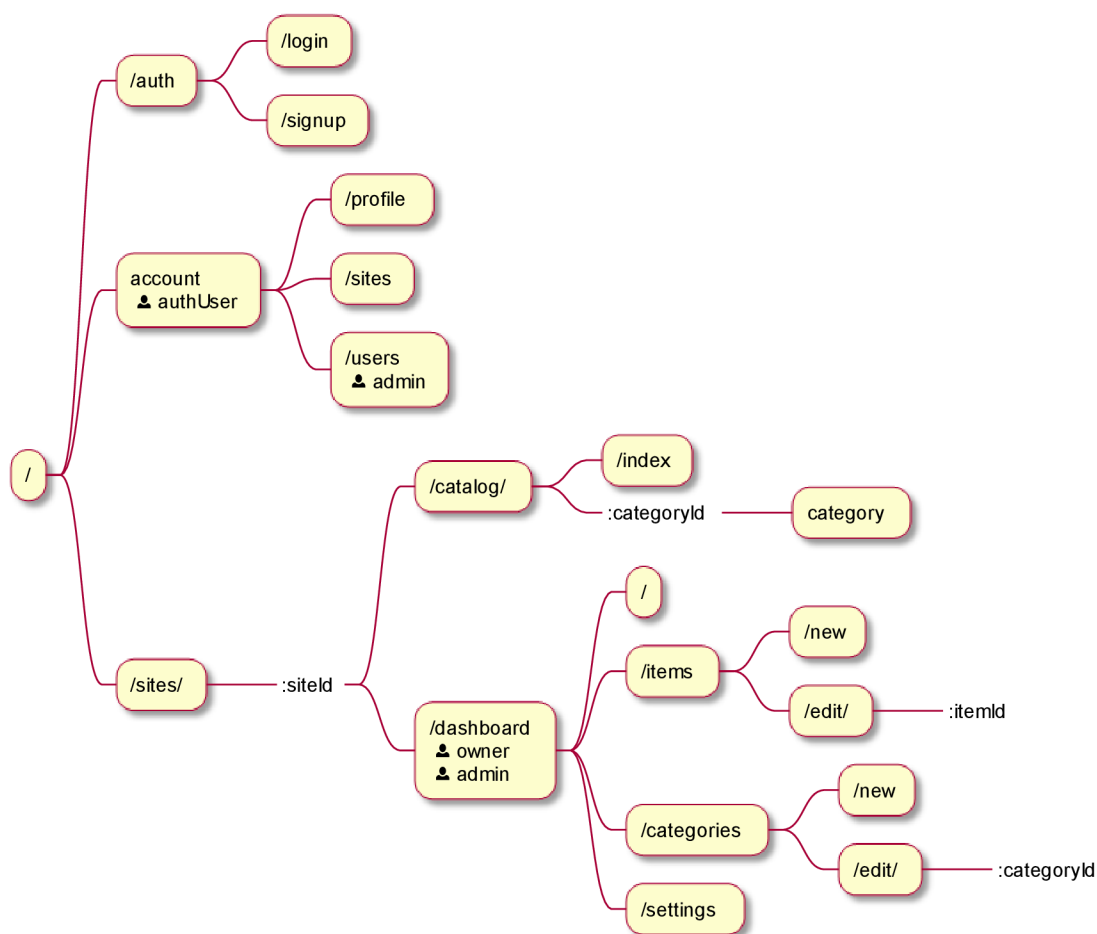 /login
/auth
/signup
/profile
account
authUser
/sites
/users
admin
/
/index
/catalog/
:categoryId
category
/
/new
/items
/sites/
:siteId
/edit/
:itemId
/dashboard
owner
admin
/new
/categories
/edit/
:categoryId
/settings